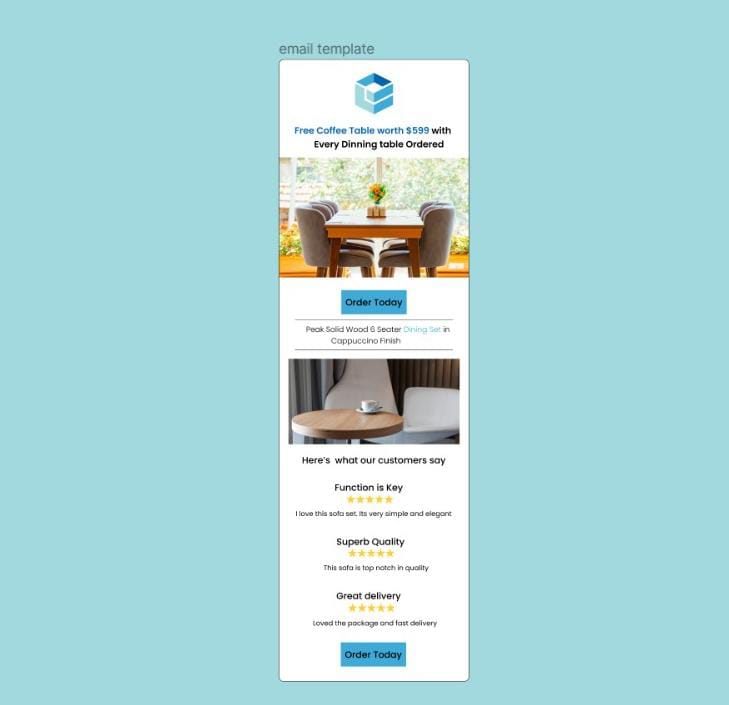 email template
Free Coffee Table worth $599 with
Every Dinning table Ordered
Order Today
Peak Solid Wood 6 Seater Dining Set in
Cappuccino Finish
Here's what our customers say
Function is Key
I love this sofa set. Its very simple and elegant
Superb Quality
This sofa is top notch in quality
Great delivery
Loved the package and fast delivery
Order Today